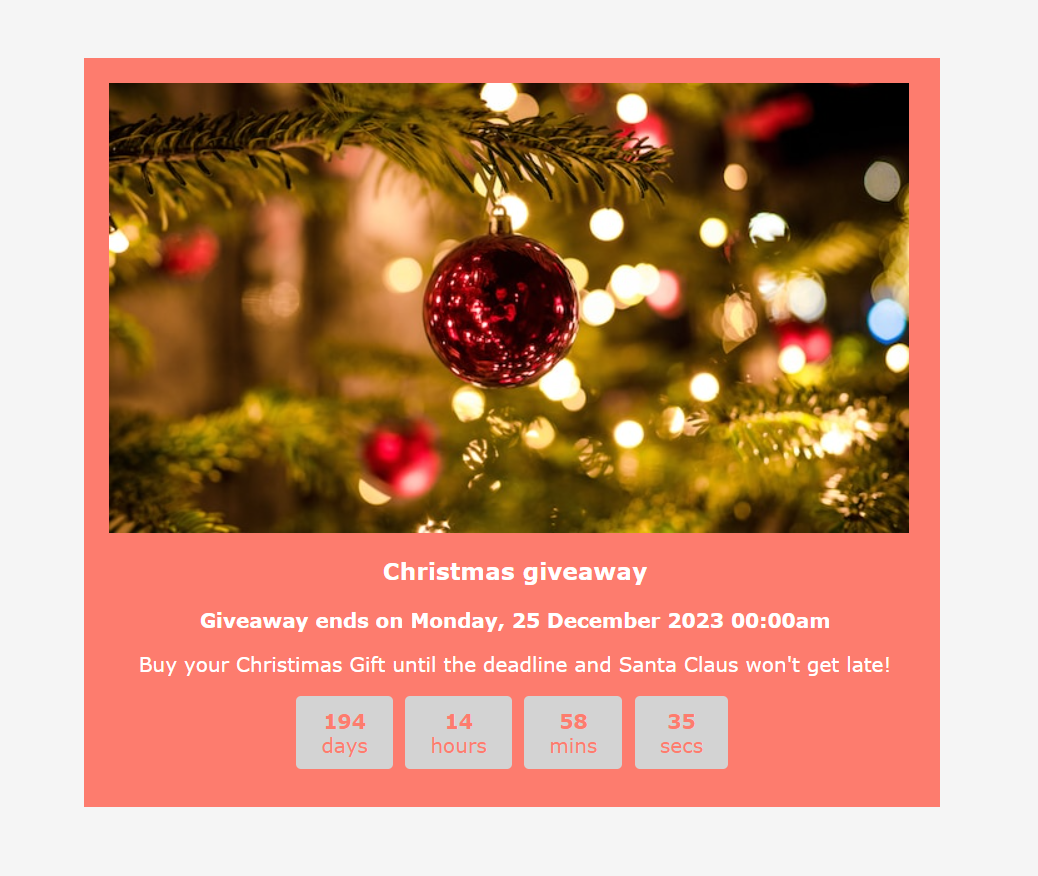 Christmas giveaway
Giveaway ends on Monday, 25 December 2023 00:00am
Buy your Christimas Gift until the deadline and Santa Claus won't get late!
194 14 58 35
days hours mins secs